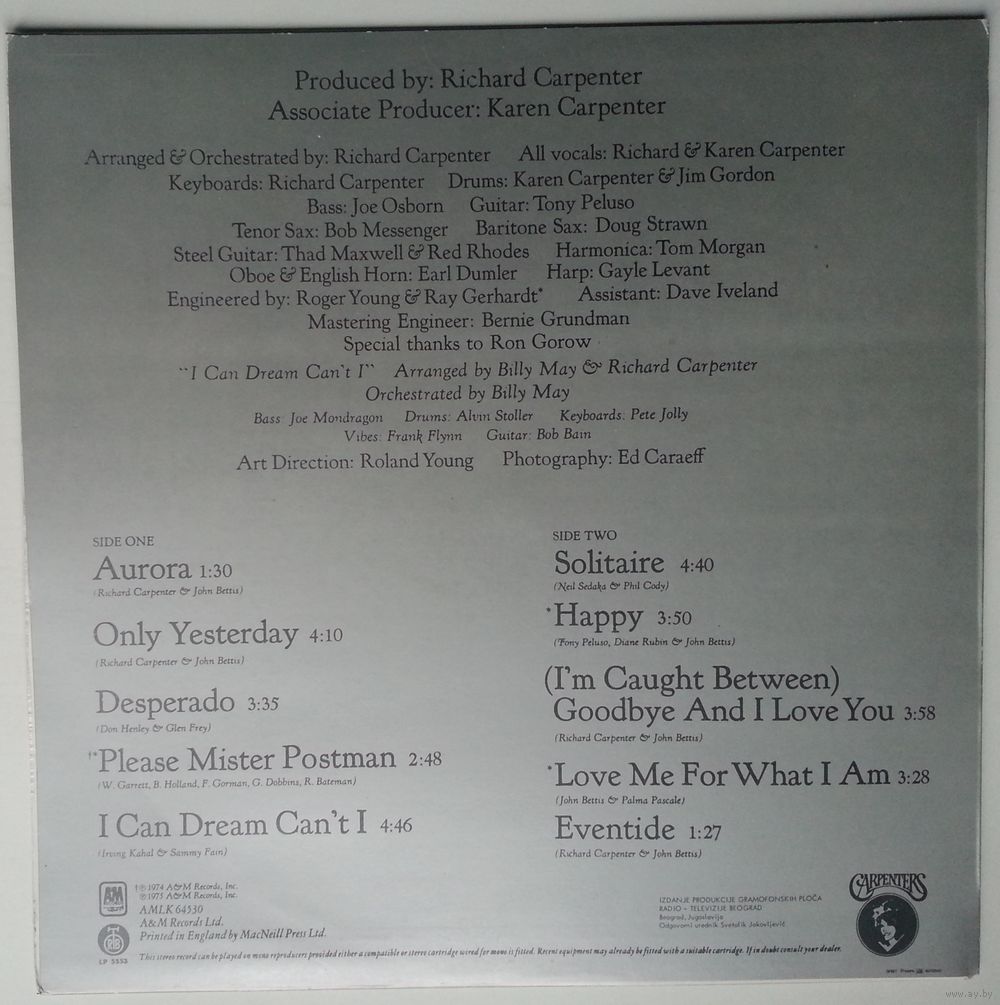 Produced by: Richard Carpenter
Associate Producer: Karen Carpenter
Arranged & Orchestrated by: Richard Carpenter All vocals: Richard & Karen Carpenter
Keyboards: Richard Carpenter Drums: Karen Carpenter & Jim Gordon
Bass: Joe Osborn Guitar: Tony Peluso
Tenor Sax: Bob Messenger Baritone Sax: Doug Strawn
Steel Guitar: Thad Maxwell & Red Rhodes Harmonica: Tom Morgan
Oboe & English Horn: Earl Dumler Harp: Gayle Levant
Engineered by: Roger Young & Ray Gerhardt* Assistant: Dave Iveland
Mastering Engineer: Bernie Grundman
Special thanks to Ron Gorow
"I Can Dream Can't I" Arranged by Billy May & Richard Carpenter
Orchestrated by Billy May
Bass: Joe Mondragon Drums: Alvin Stoller Keyboards: Pete Jolly
Vibes: Frank Flynn Guitar: Bob Bain
Art Direction: Roland Young Photography: Ed Caraeff
SIDE ONE
Aurora 1:30
(Richard Carpenter & John Bettis)
Only Yesterday 4:10
(Richard Carpenter & John Bettis)
Desperado 3:35
(Don Henley & Glen Frey)
†*Please Mister Postman 2:48
(W. Garrett, B. Holland, F. Gorman, G. Dobbins, R. Bateman)
I Can Dream Can't I 4:46
(Irving Kahal & Sammy Fain)
SIDE TWO
Solitaire 4:40
(Neil Sedaka & Phil Cody)
*Happy 3:50
(Tony Peluso, Diane Rubin & John Bettis)
(I'm Caught Between)
Goodbye And I Love You 3:58
(Richard Carpenter & John Bettis)
*Love Me For What I Am 3:28
(John Bettis & Palma Pascale)
Eventide 1:27
(Richard Carpenter & John Bettis)
A&M
†℗1974 A&M Records, Inc.
℗1975 A&M Records, Inc.
AMLK 64530
A&M Records Ltd.
Printed in England by MacNeill Press Ltd.
RTB
LP 5553
IZDANJE PRODUKCIJE GRAMOFONSKIH PLOČA
RADIO - TELEVIZIJE BEOGRAD
Beograd, Jugoslavija
Odgovorni urednik Svetolik Jakovljević
CARPENTERS
This stereo record can be played on mono reproducers provided either a compatible or stereo cartridge wired for mono is fitted. Recent equipment may already be fitted with a suitable cartridge. If in doubt consult your dealer.
www.ay.by